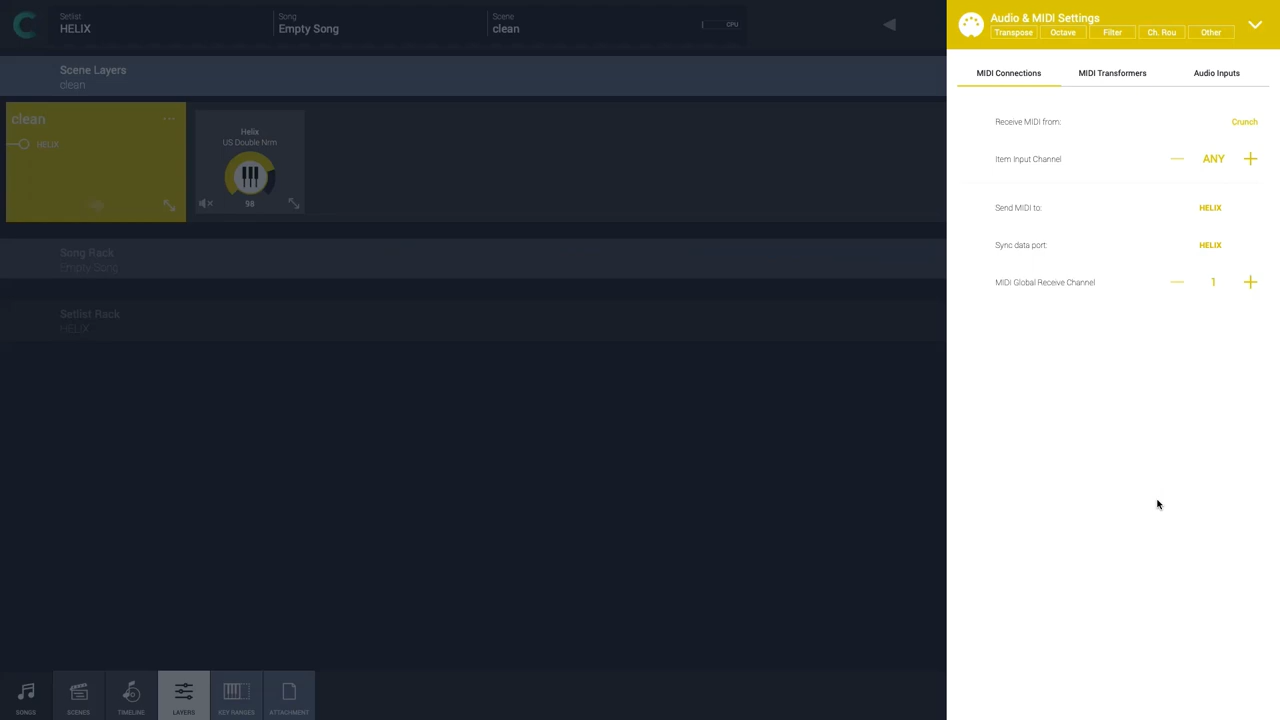 Setlist
HELIX
Song
Empty Song
Scene
clean
CPU
Scene Layers
clean
clean
HELIX
Helix
US Double Nrm
98
Song Rack
Empty Song
Setlist Rack
HELIX
SONGS
SCENES
TIMELINE
LAYERS
KEY RANGES
ATTACHMENT
Audio & MIDI Settings
Transpose Octave Filter Ch. Rou Other
MIDI Connections MIDI Transformers Audio Inputs
Receive MIDI from: Crunch
Item Input Channel — ANY +
Send MIDI to: HELIX
Sync data port: HELIX
MIDI Global Receive Channel — 1 +